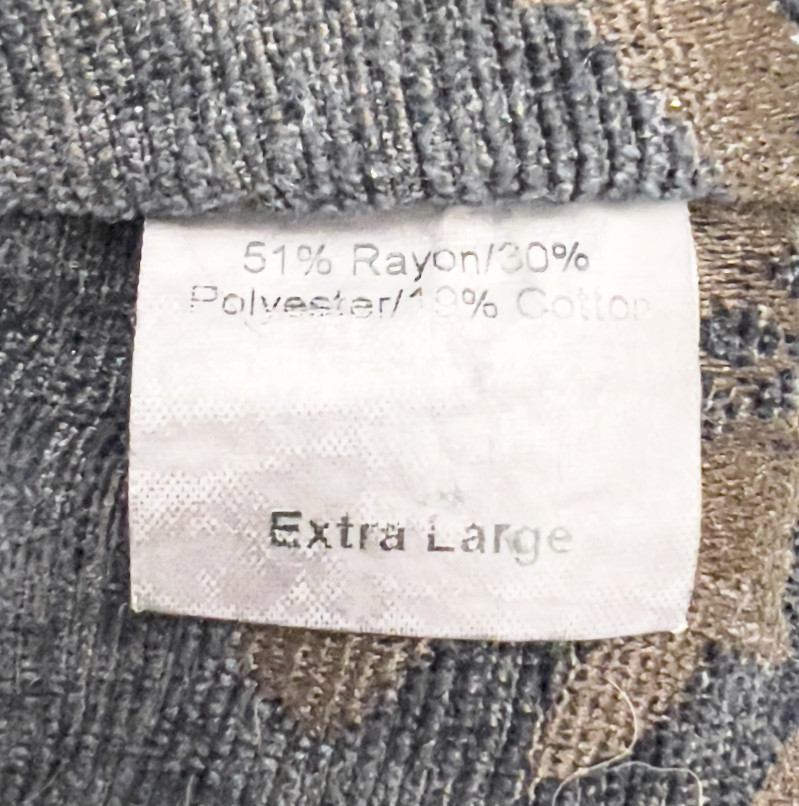 51% Rayon/30%
Polyester/19% Cotton
Extra Large